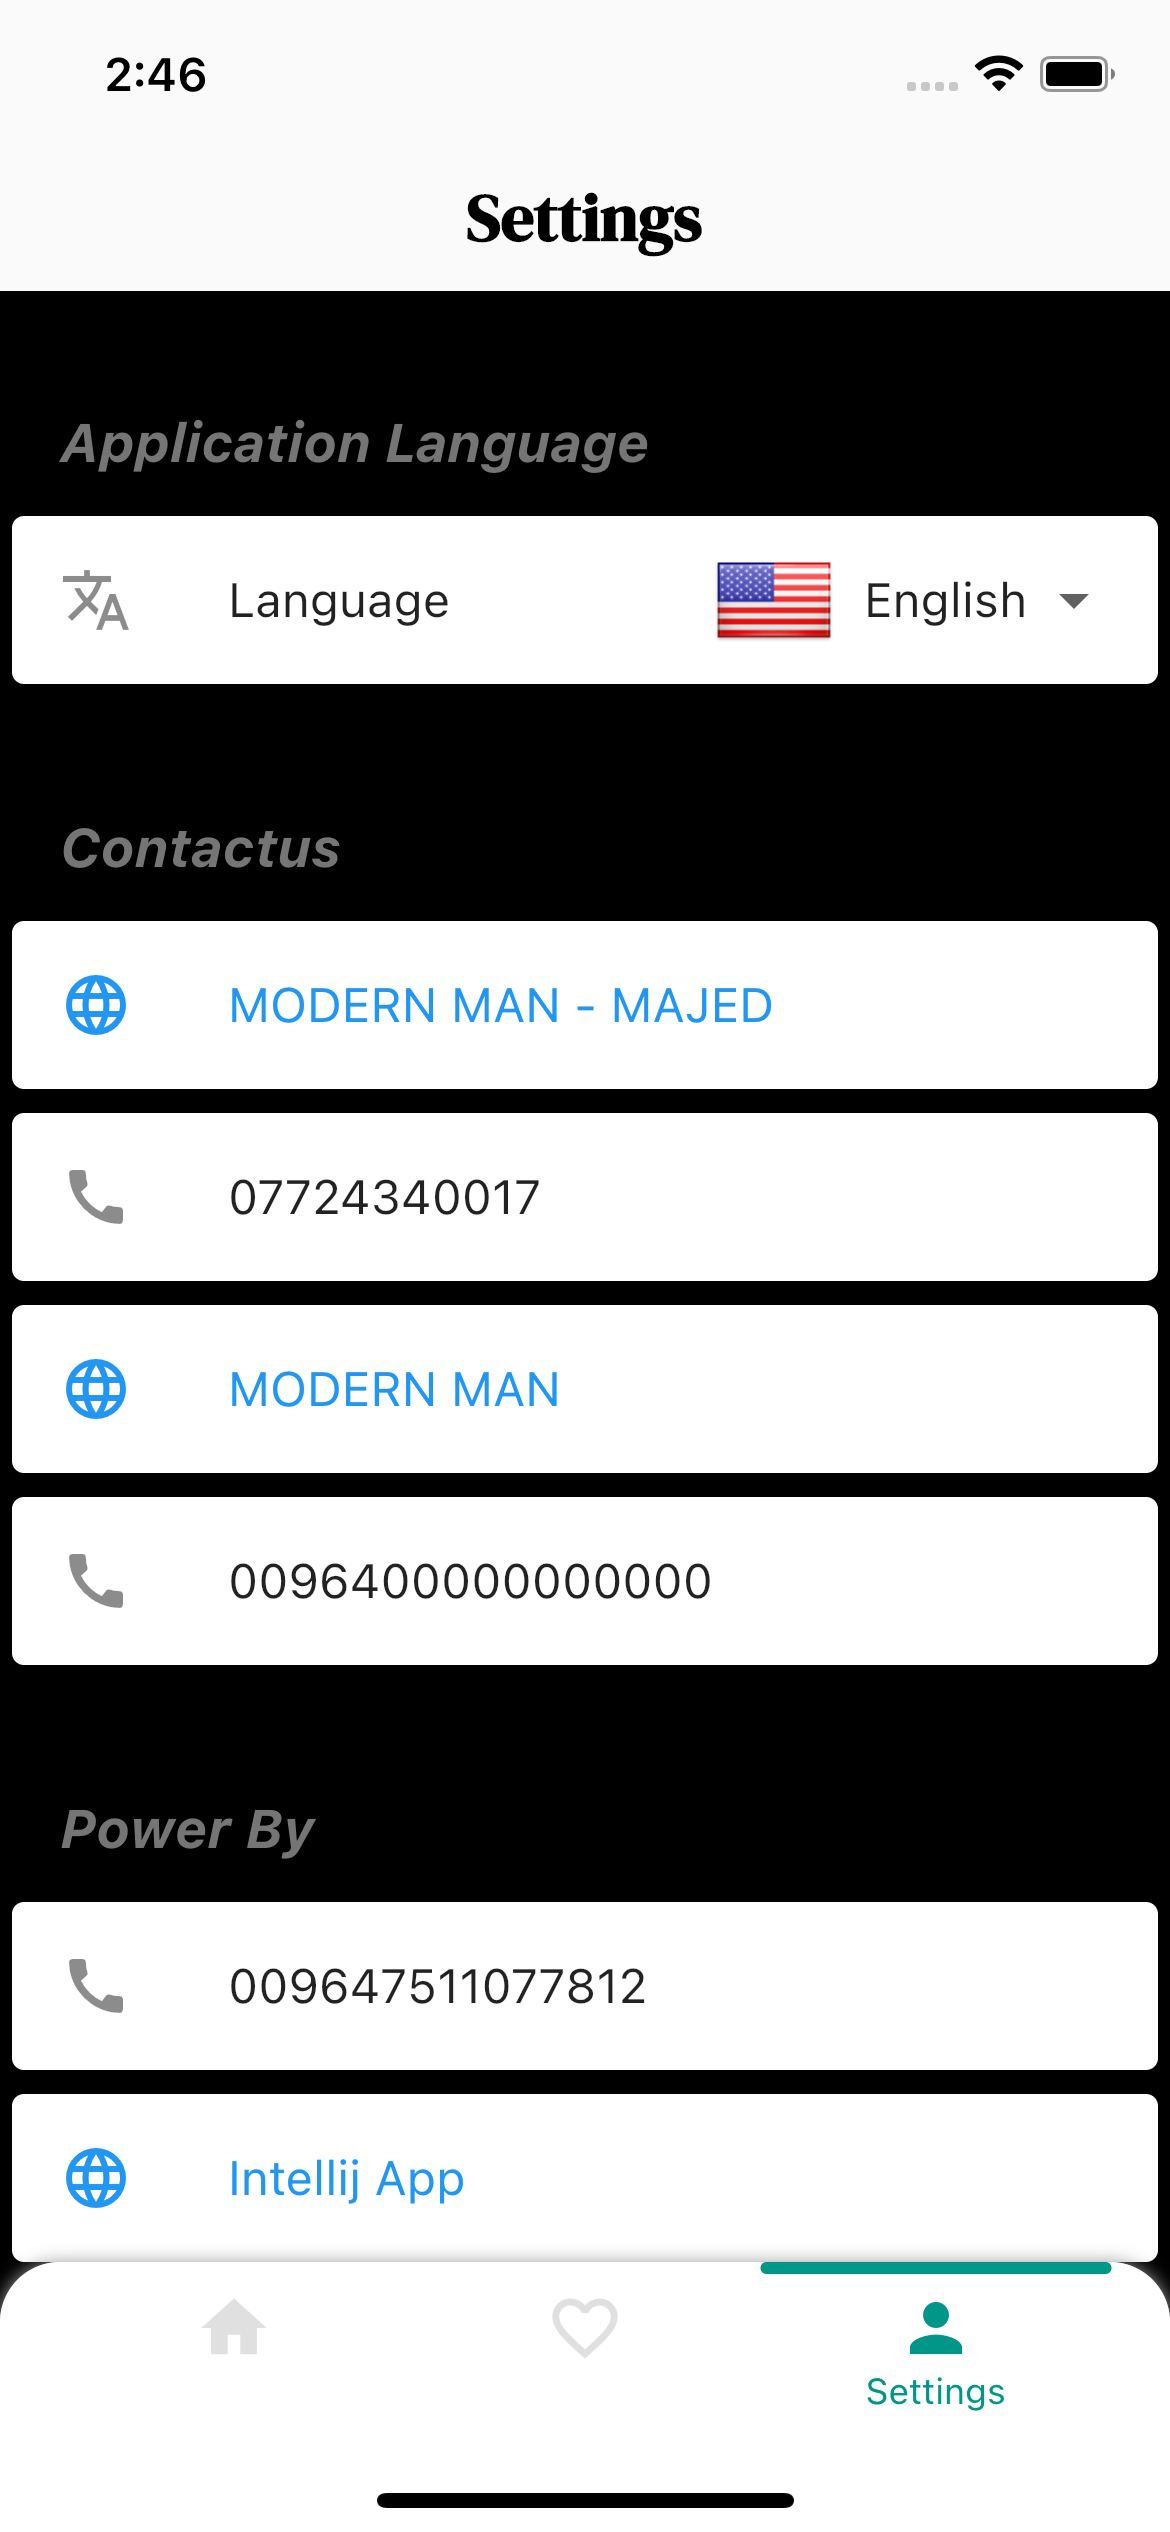 2:46
Settings
Application Language
Language English
Contactus
MODERN MAN - MAJED
07724340017
MODERN MAN
0096400000000000
Power By
009647511077812
Intellij App
Settings